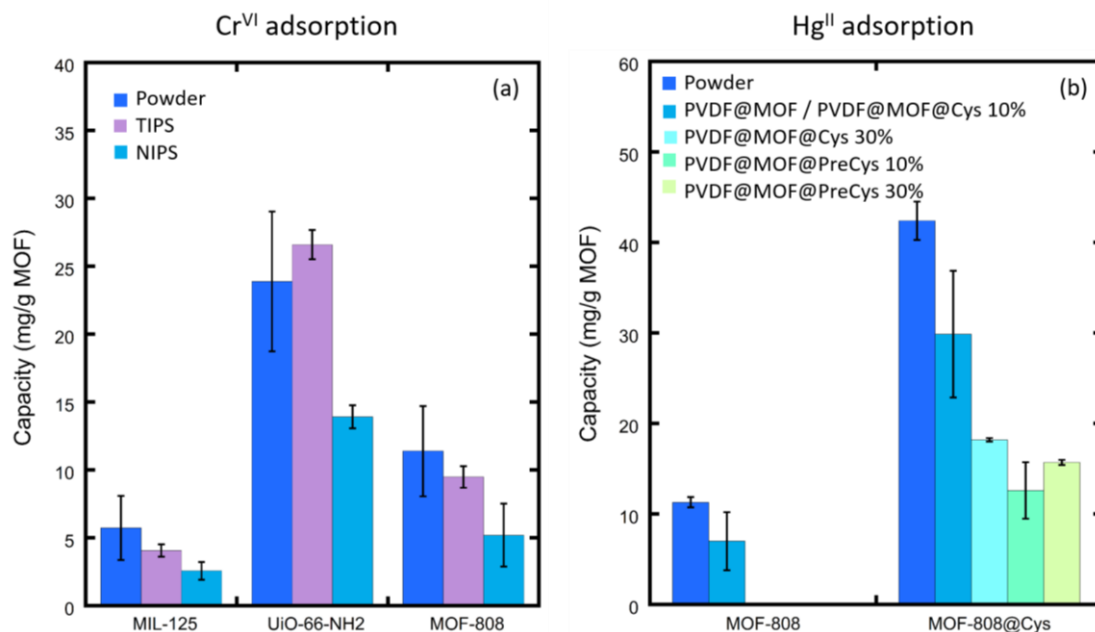 Cr^VI adsorption
40
35
30
25
20
15
10
5
0
Capacity (mg/g MOF)
(a)
Powder
TIPS
NIPS
MIL-125
UiO-66-NH2
MOF-808
Hg^II adsorption
60
50
40
30
20
10
0
Capacity (mg/g MOF)
(b)
Powder
PVDF@MOF / PVDF@MOF@Cys 10%
PVDF@MOF@Cys 30%
PVDF@MOF@PreCys 10%
PVDF@MOF@PreCys 30%
MOF-808
MOF-808@Cys